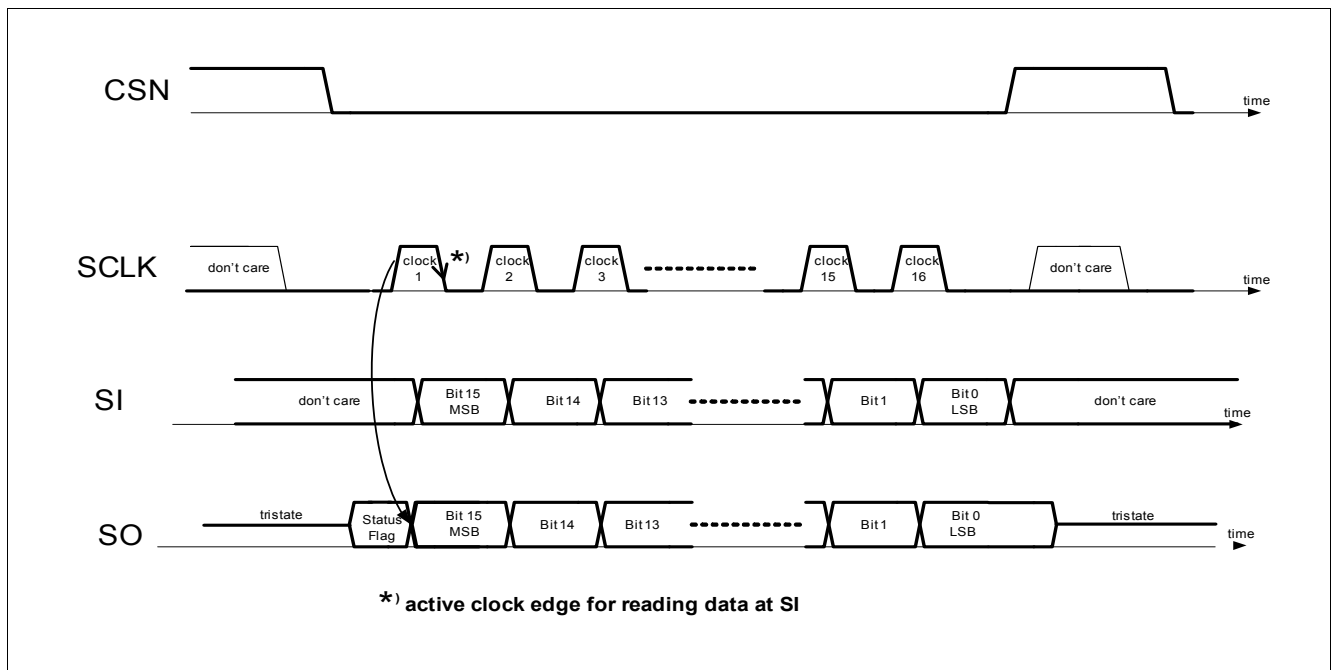 CSN
time
SCLK
don't care
clock
1
*)
clock
2
clock
3
clock
15
clock
16
don't care
time
SI
don't care
Bit 15
MSB
Bit 14
Bit 13
Bit 1
Bit 0
LSB
don't care
time
SO
tristate
Status
Flag
Bit 15
MSB
Bit 14
Bit 13
Bit 1
Bit 0
LSB
tristate
time
*) active clock edge for reading data at SI